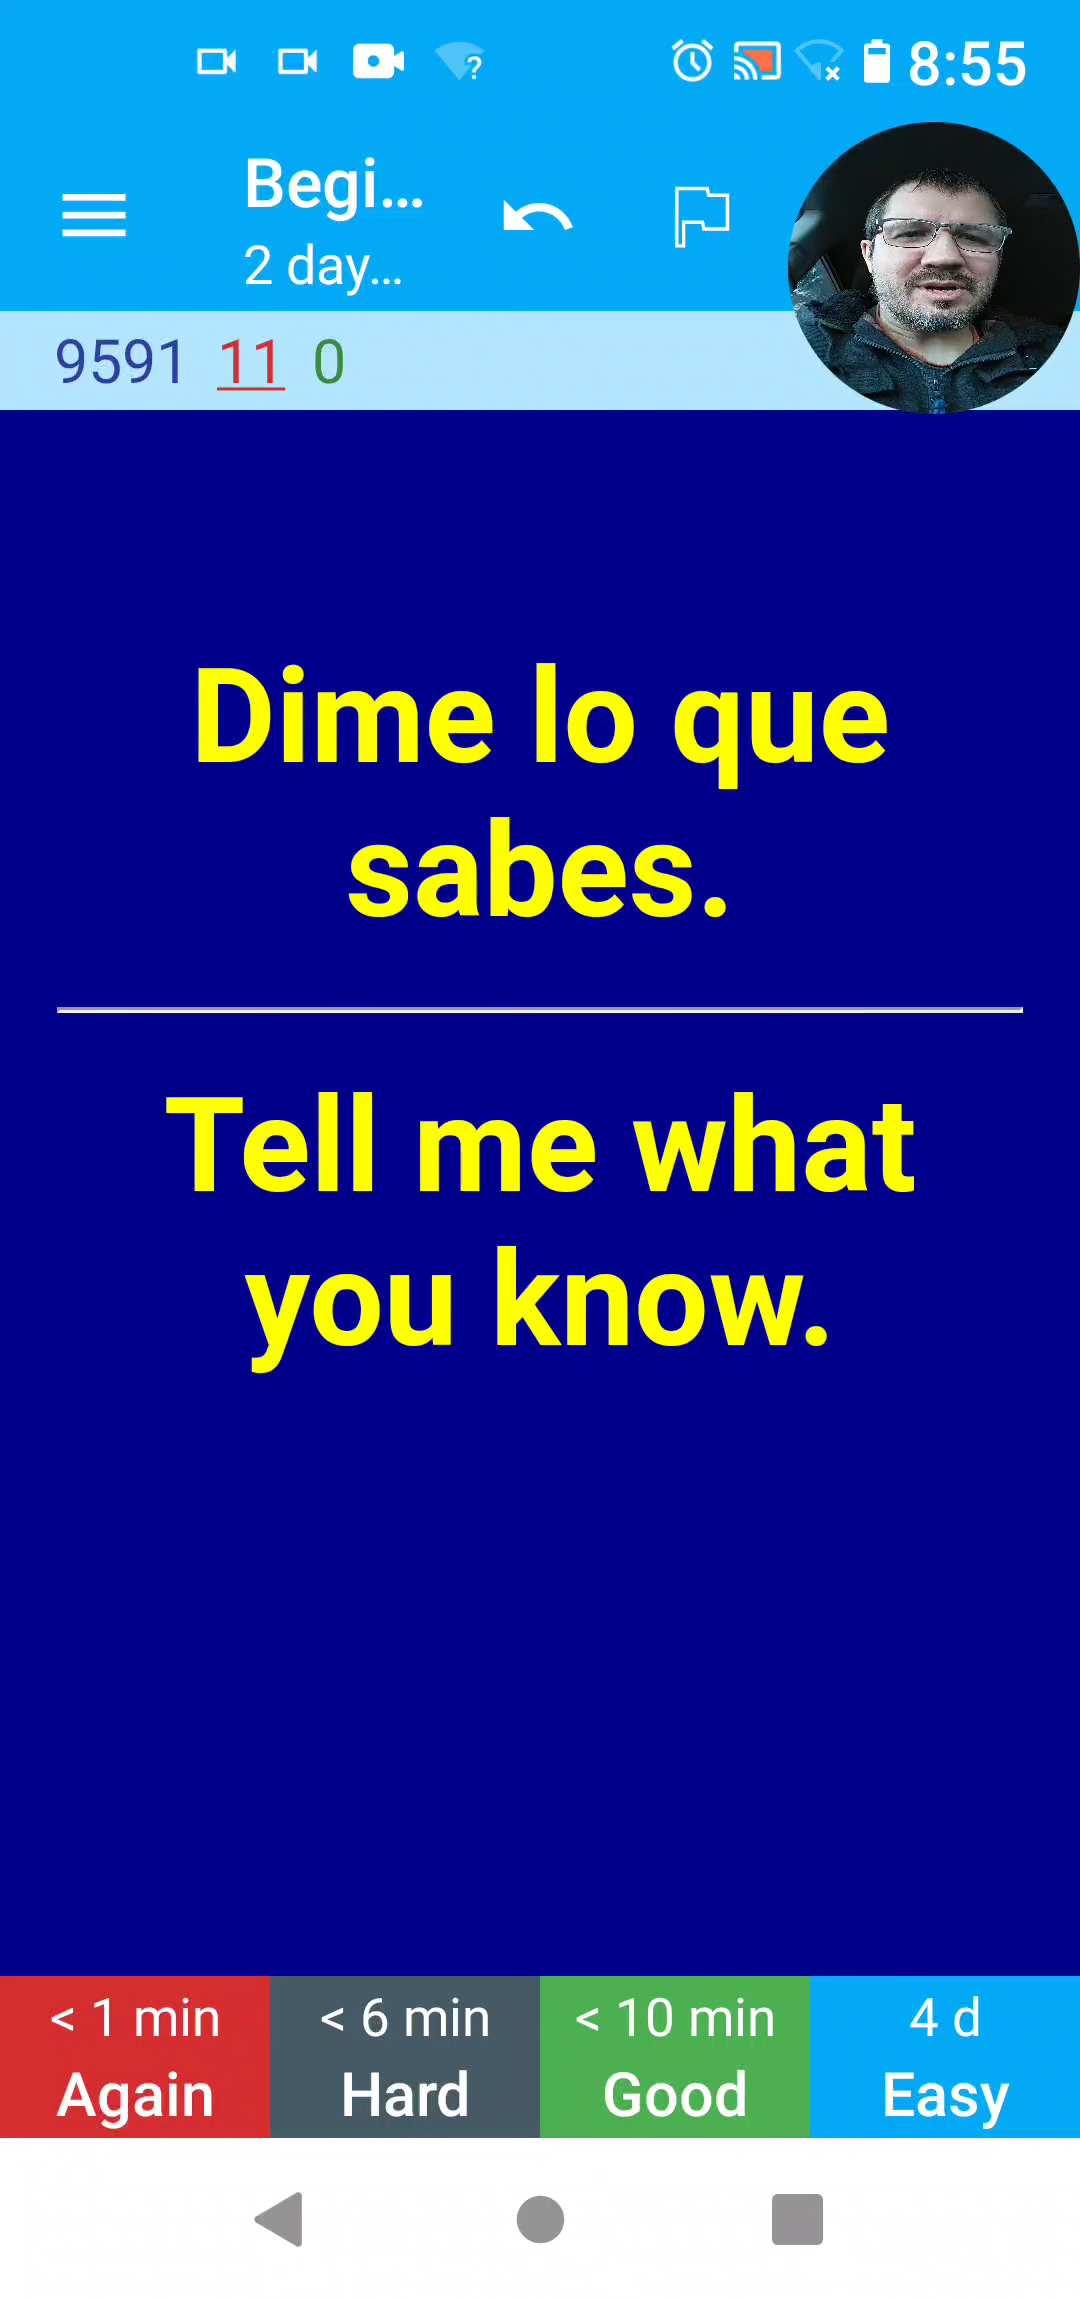 8:55
Begi...
2 day...
9591 11 0
Dime lo que
sabes.
Tell me what
you know.
< 1 min < 6 min < 10 min 4 d
Again Hard Good Easy